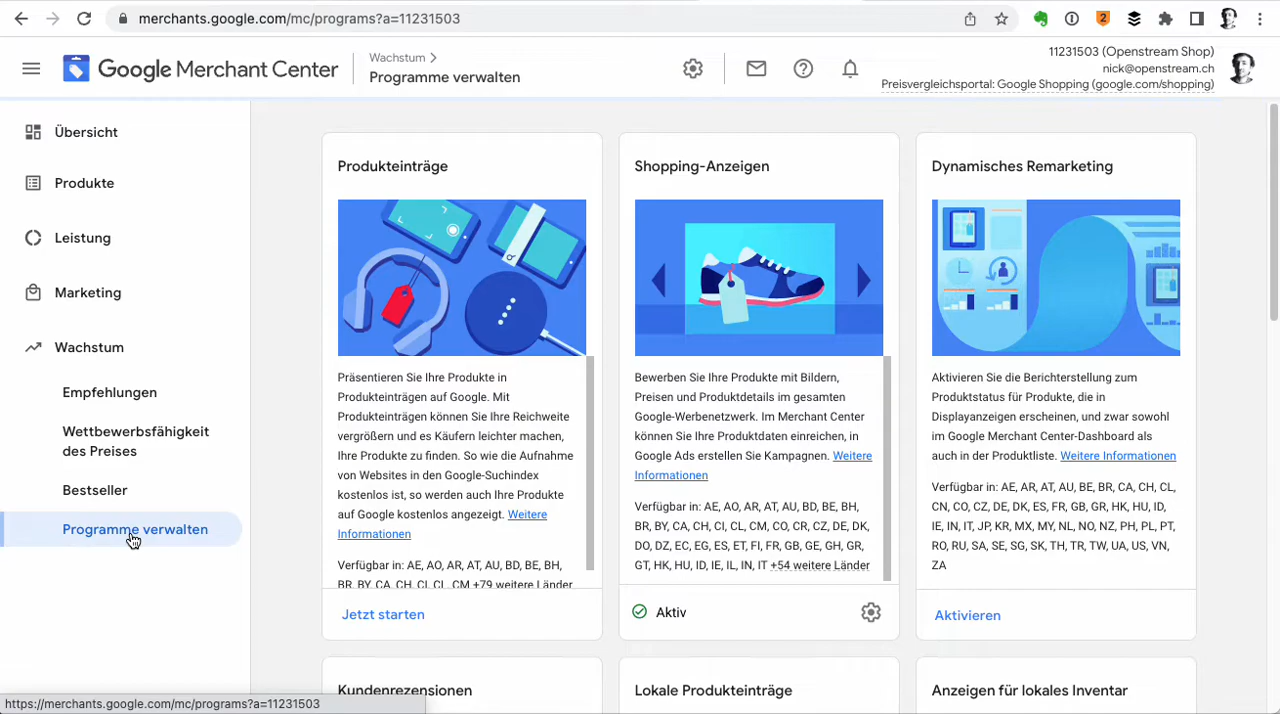 merchants.google.com/mc/programs?a=11231503
2
Google Merchant Center
Wachstum
Programme verwalten
11231503 (Openstream Shop)
nick@openstream.ch
Preisvergleichsportal: Google Shopping (google.com/shopping)
Übersicht
Produkte
Leistung
Marketing
Wachstum
Empfehlungen
Wettbewerbsfähigkeit
des Preises
Bestseller
Programme verwalten
Produkteinträge
Präsentieren Sie Ihre Produkte in
Produkteinträgen auf Google. Mit
Produkteinträgen können Sie Ihre Reichweite
vergrößern und es Käufern leichter machen,
Ihre Produkte zu finden. So wie die Aufnahme
von Websites in den Google-Suchindex
kostenlos ist, so werden auch Ihre Produkte
auf Google kostenlos angezeigt. Weitere
Informationen
Verfügbar in: AE, AO, AR, AT, AU, BD, BE, BH,
BR, BY, CA, CH, CI, CL, CM +79 weitere Länder
Jetzt starten
Shopping-Anzeigen
Bewerben Sie Ihre Produkte mit Bildern,
Preisen und Produktdetails im gesamten
Google-Werbenetzwerk. Im Merchant Center
können Sie Ihre Produktdaten einreichen, in
Google Ads erstellen Sie Kampagnen. Weitere
Informationen
Verfügbar in: AE, AO, AR, AT, AU, BD, BE, BH,
BR, BY, CA, CH, CI, CL, CM, CO, CR, CZ, DE, DK,
DO, DZ, EC, EG, ES, ET, FI, FR, GB, GE, GH, GR,
GT, HK, HU, ID, IE, IL, IN, IT +54 weitere Länder
Aktiv
Dynamisches Remarketing
Aktivieren Sie die Berichterstellung zum
Produktstatus für Produkte, die in
Displayanzeigen erscheinen, und zwar sowohl
im Google Merchant Center-Dashboard als
auch in der Produktliste. Weitere Informationen
Verfügbar in: AE, AR, AT, AU, BE, BR, CA, CH, CL,
CN, CO, CZ, DE, DK, ES, FR, GB, GR, HK, HU, ID,
IE, IN, IT, JP, KR, MX, MY, NL, NO, NZ, PH, PL, PT,
RO, RU, SA, SE, SG, SK, TH, TR, TW, UA, US, VN,
ZA
Aktivieren
Kundenrezensionen
Lokale Produkteinträge
Anzeigen für lokales Inventar
https://merchants.google.com/mc/programs?a=11231503